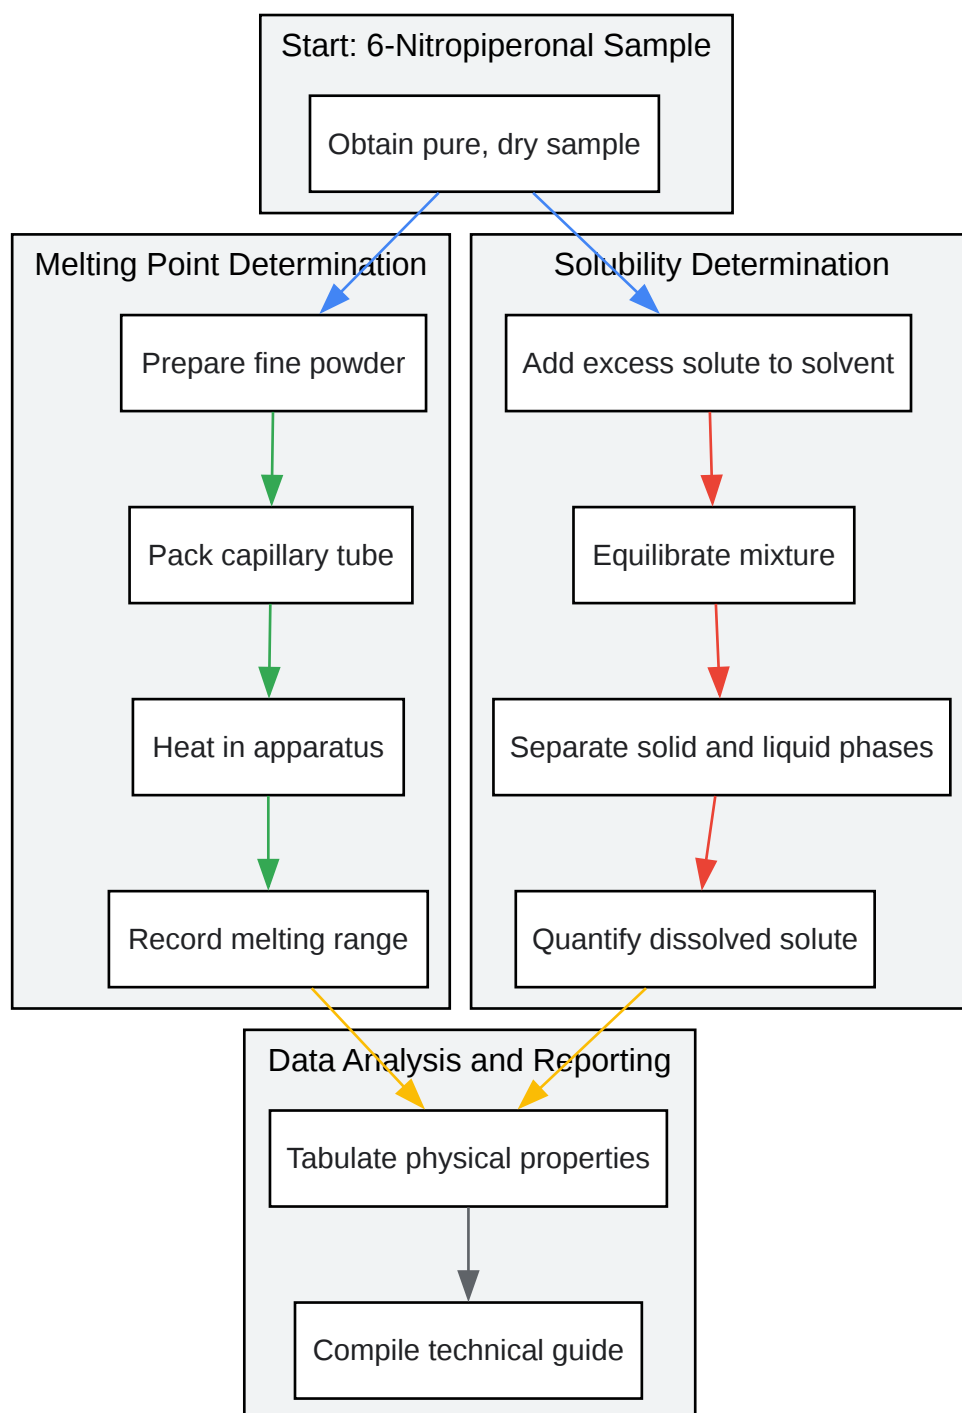 Start: 6-Nitropiperonal Sample
Obtain pure, dry sample
Melting Point Determination
Prepare fine powder
Pack capillary tube
Heat in apparatus
Record melting range
Solubility Determination
Add excess solute to solvent
Equilibrate mixture
Separate solid and liquid phases
Quantify dissolved solute
Data Analysis and Reporting
Tabulate physical properties
Compile technical guide